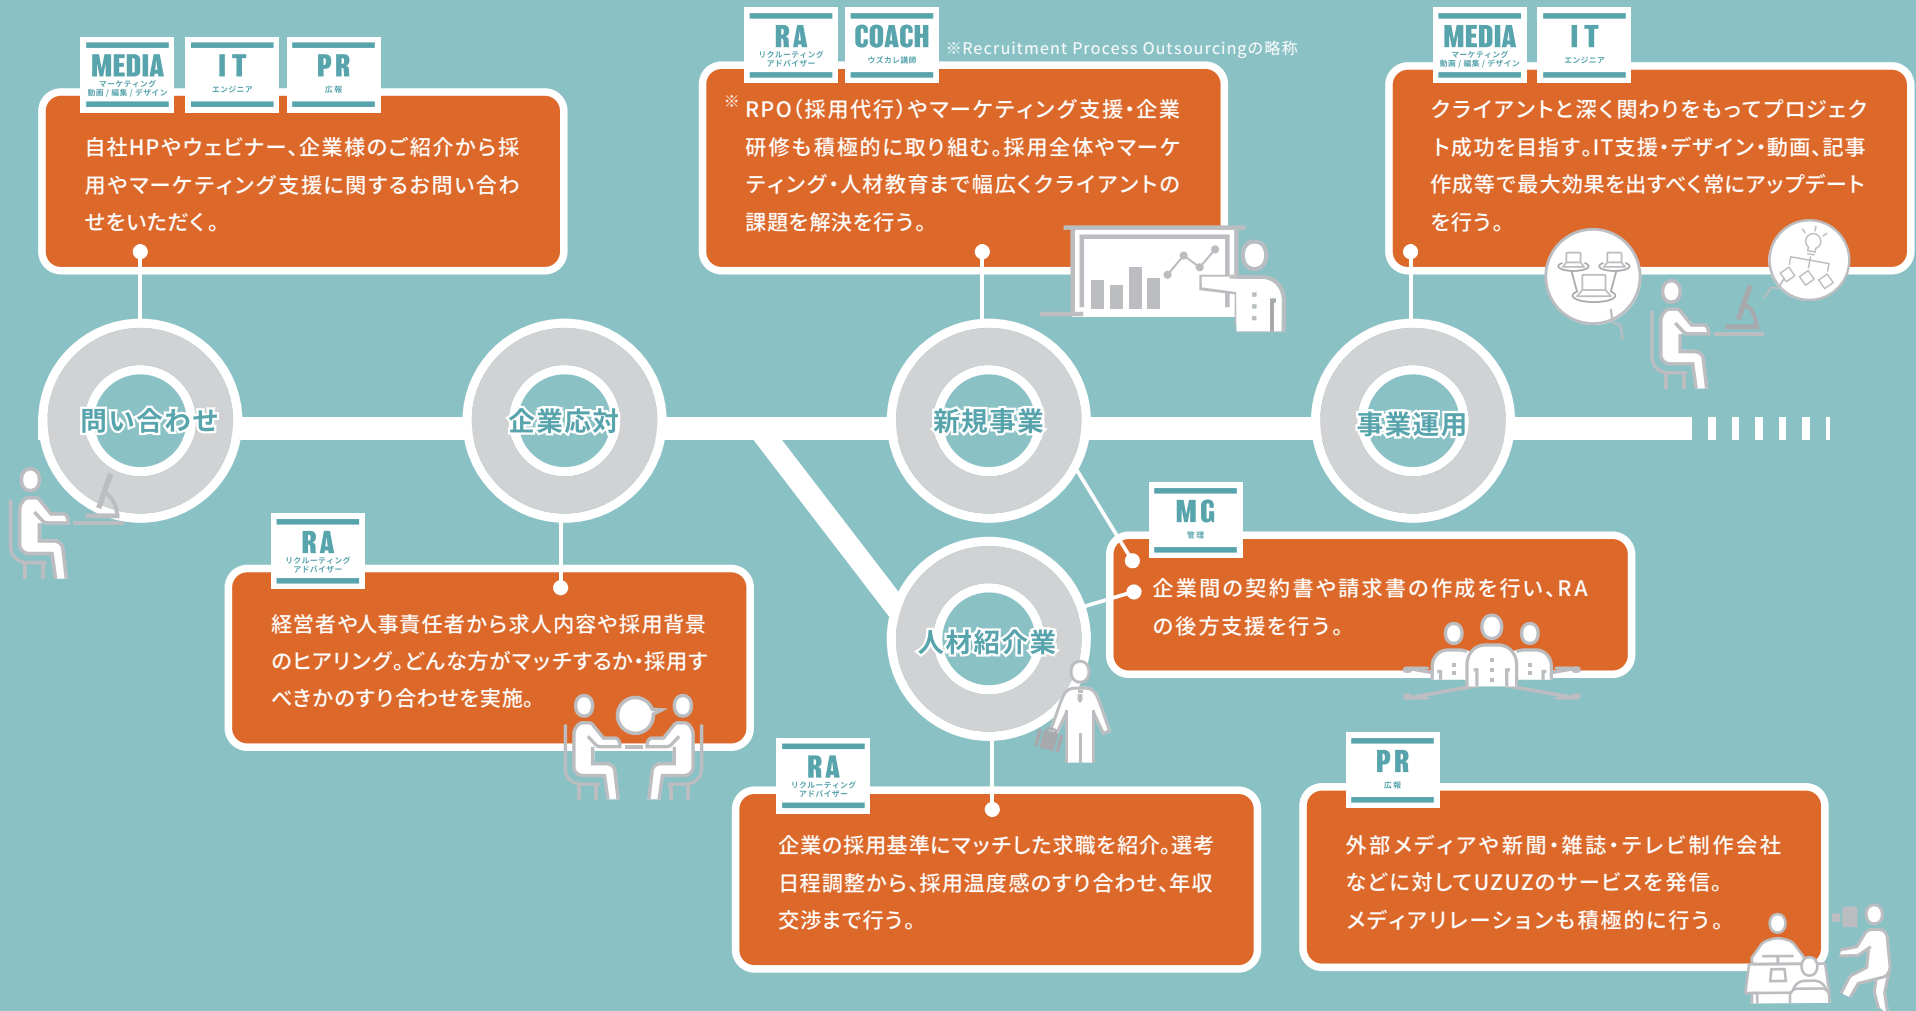 MEDIA
マーケティング
動画 / 編集 / デザイン
IT
エンジニア
PR
広報
自社HPやウェビナー、企業様のご紹介から採
用やマーケティング支援に関するお問い合わ
せをいただく。
RA
リクルーティング
アドバイザー
COACH
ウズカレ講師
※Recruitment Process Outsourcingの略称
※
RPO（採用代行）やマーケティング支援・企業
研修も積極的に取り組む。採用全体やマーケ
ティング・人材教育まで幅広くクライアントの
課題を解決を行う。
MEDIA
マーケティング
動画 / 編集 / デザイン
IT
エンジニア
クライアントと深く関わりをもってプロジェク
ト成功を目指す。IT支援・デザイン・動画、記事
作成等で最大効果を出すべく常にアップデート
を行う。
問い合わせ
企業応対
新規事業
事業運用
RA
リクルーティング
アドバイザー
経営者や人事責任者から求人内容や採用背景
のヒアリング。どんな方がマッチするか・採用す
べきかのすり合わせを実施。
人材紹介業
MG
管理
企業間の契約書や請求書の作成を行い、RA
の後方支援を行う。
RA
リクルーティング
アドバイザー
企業の採用基準にマッチした求職を紹介。選考
日程調整から、採用温度感のすり合わせ、年収
交渉まで行う。
PR
広報
外部メディアや新聞・雑誌・テレビ制作会社
などに対してUZUZのサービスを発信。
メディアリレーションも積極的に行う。